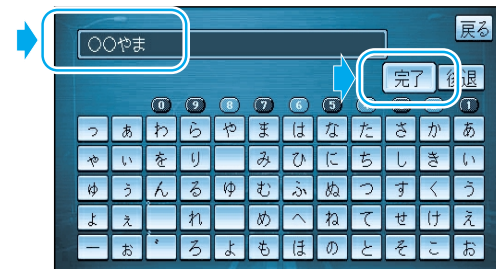 戻る
○○やま
完了 後退
0 9 8 7 6 5 1
っ ぁ わ ら や ま は な た さ か あ
ゃ ぃ を り み ひ に ち し き い
ゅ ぅ ん る ゆ む ふ ぬ つ す く う
ょ ぇ れ め へ ね て せ け え
ー ぉ ゛ ろ よ も ほ の と そ こ お